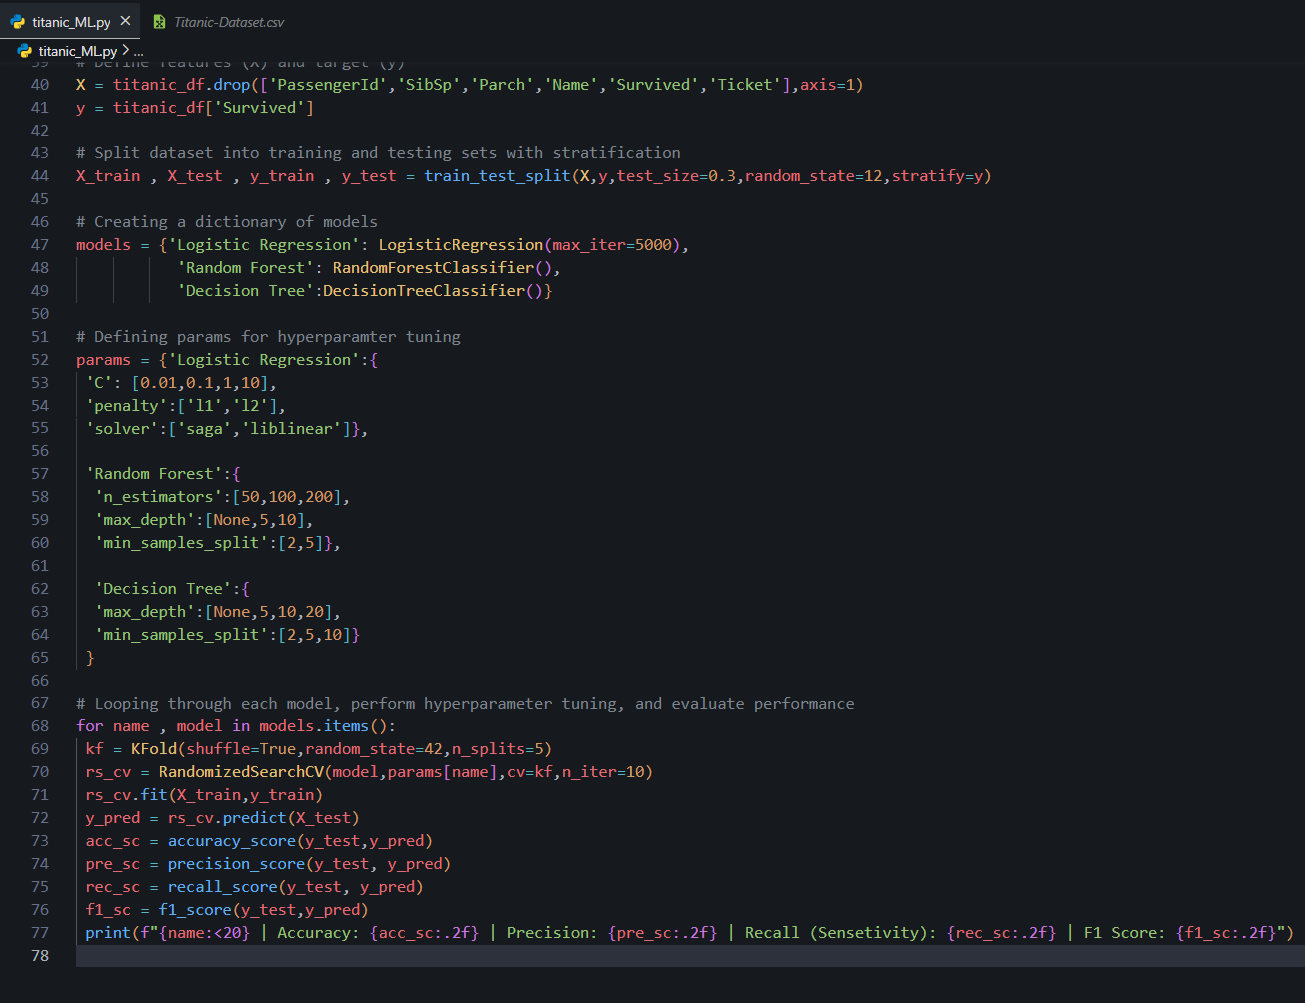 titanic_ML.py ×
Titanic-Dataset.csv
titanic_ML.py > ...
39 # Define features (X) and target (y)
40 X = titanic_df.drop(['PassengerId','SibSp','Parch','Name','Survived','Ticket'],axis=1)
41 y = titanic_df['Survived']
42
43 # Split dataset into training and testing sets with stratification
44 X_train , X_test , y_train , y_test = train_test_split(X,y,test_size=0.3,random_state=12,stratify=y)
45
46 # Creating a dictionary of models
47 models = {'Logistic Regression': LogisticRegression(max_iter=5000),
48            'Random Forest': RandomForestClassifier(),
49            'Decision Tree':DecisionTreeClassifier()}
50
51 # Defining params for hyperparamter tuning
52 params = {'Logistic Regression':{
53  'C': [0.01,0.1,1,10],
54  'penalty':['l1','l2'],
55  'solver':['saga','liblinear']},
56
57  'Random Forest':{
58   'n_estimators':[50,100,200],
59   'max_depth':[None,5,10],
60   'min_samples_split':[2,5]},
61
62   'Decision Tree':{
63   'max_depth':[None,5,10,20],
64   'min_samples_split':[2,5,10]}
65  }
66
67 # Looping through each model, perform hyperparameter tuning, and evaluate performance
68 for name , model in models.items():
69  kf = KFold(shuffle=True,random_state=42,n_splits=5)
70  rs_cv = RandomizedSearchCV(model,params[name],cv=kf,n_iter=10)
71  rs_cv.fit(X_train,y_train)
72  y_pred = rs_cv.predict(X_test)
73  acc_sc = accuracy_score(y_test,y_pred)
74  pre_sc = precision_score(y_test, y_pred)
75  rec_sc = recall_score(y_test, y_pred)
76  f1_sc = f1_score(y_test,y_pred)
77  print(f"{name:<20} | Accuracy: {acc_sc:.2f} | Precision: {pre_sc:.2f} | Recall (Sensetivity): {rec_sc:.2f} | F1 Score: {f1_sc:.2f}")
78